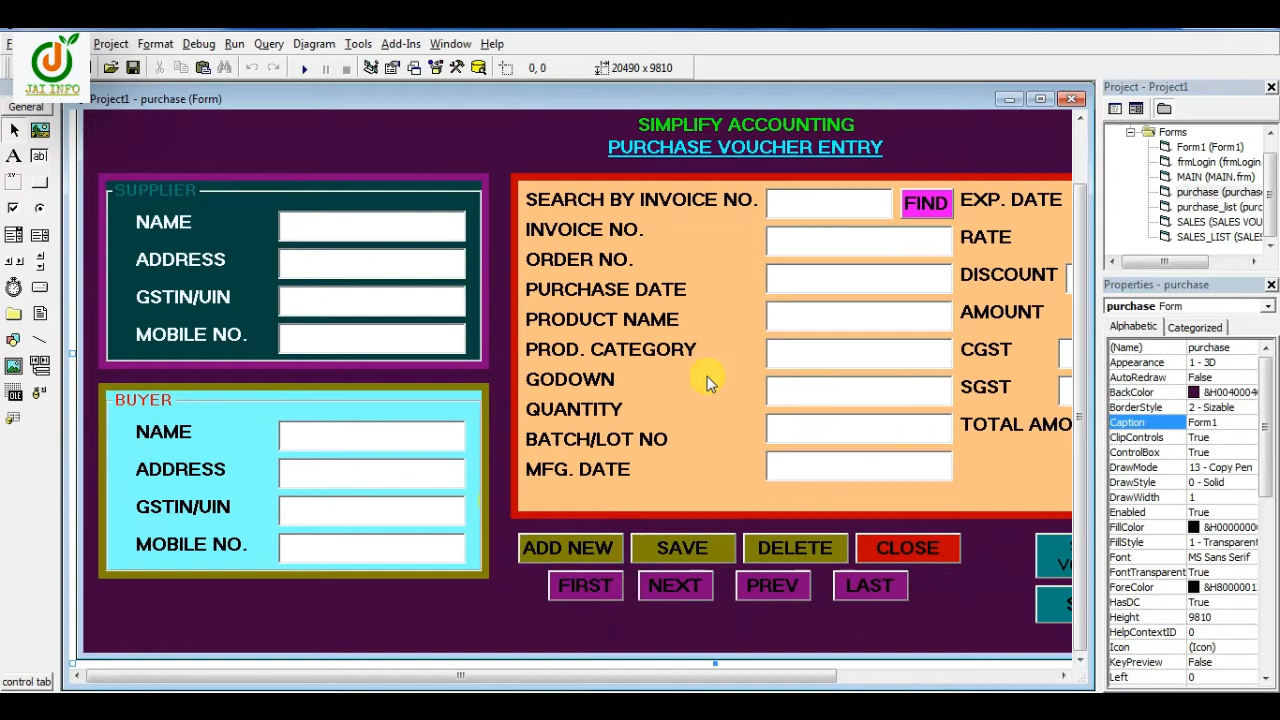 JAI INFO
Project Format Debug Run Query Diagram Tools Add-Ins Window Help
0, 0
20490 x 9810
General
Project1 - purchase (Form)
SIMPLIFY ACCOUNTING
PURCHASE VOUCHER ENTRY
SUPPLIER
NAME
ADDRESS
GSTIN/UIN
MOBILE NO.
BUYER
NAME
ADDRESS
GSTIN/UIN
MOBILE NO.
SEARCH BY INVOICE NO. FIND
INVOICE NO.
ORDER NO.
PURCHASE DATE
PRODUCT NAME
PROD. CATEGORY
GODOWN
QUANTITY
BATCH/LOT NO
MFG. DATE
EXP. DATE
RATE
DISCOUNT
AMOUNT
CGST
SGST
TOTAL AMO
ADD NEW SAVE DELETE CLOSE
FIRST NEXT PREV LAST
control tab
Project - Project1
Forms
Form1 (Form1)
frmLogin (frmLogin.
MAIN (MAIN.frm)
purchase (purchase
purchase_list (purc
SALES (SALES VOU
SALES_LIST (SALES
Properties - purchase
purchase Form
Alphabetic Categorized
(Name) purchase
Appearance 1 - 3D
AutoRedraw False
BackColor &H0040004
BorderStyle 2 - Sizable
Caption Form1
ClipControls True
ControlBox True
DrawMode 13 - Copy Pen
DrawStyle 0 - Solid
DrawWidth 1
Enabled True
FillColor &H0000000
FillStyle 1 - Transparent
Font MS Sans Serif
FontTransparent True
ForeColor &H8000001
HasDC True
Height 9810
HelpContextID 0
Icon (Icon)
KeyPreview False
Left 0